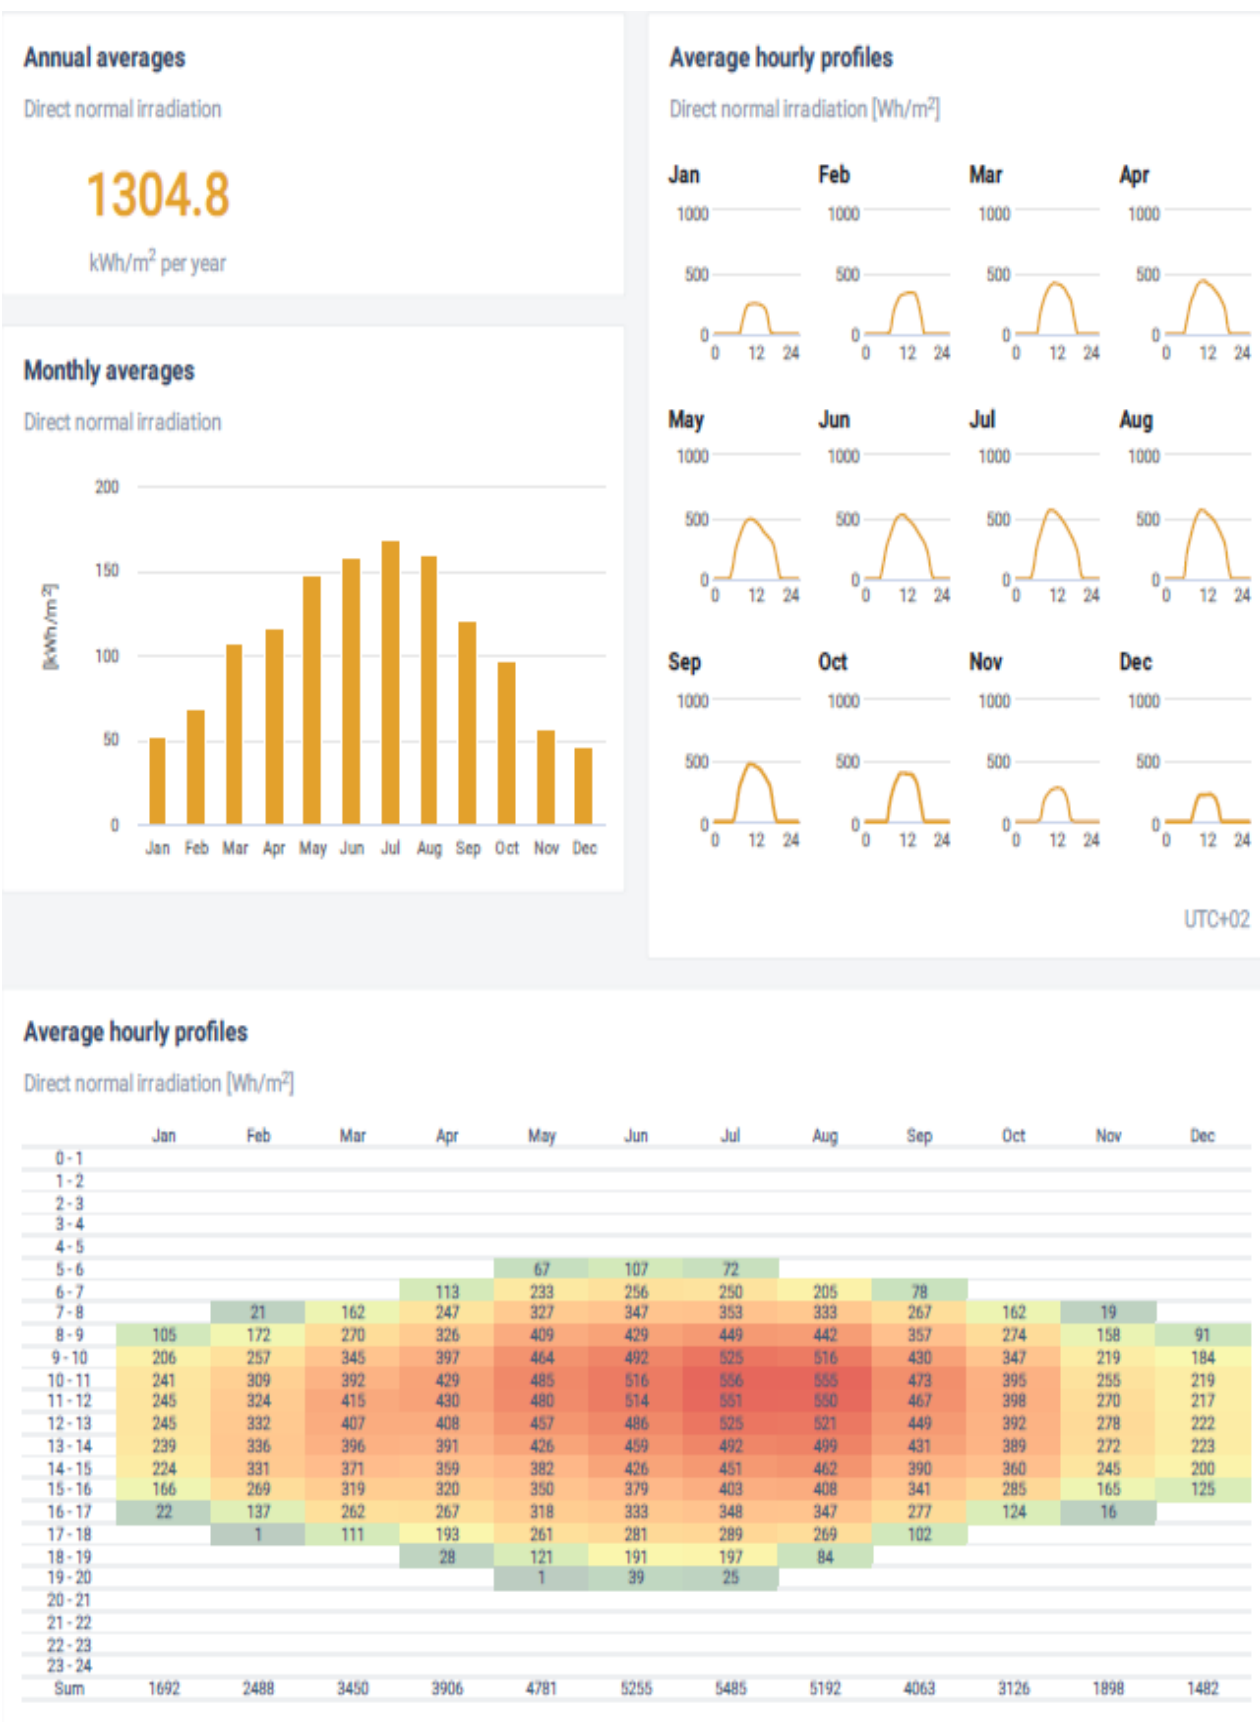 Annual averages
Direct normal irradiation
1304.8
kWh/m² per year
Monthly averages
Direct normal irradiation
[kWh/m²]
200
150
100
50
0
Jan Feb Mar Apr May Jun Jul Aug Sep Oct Nov Dec
Average hourly profiles
Direct normal irradiation [Wh/m²]
Jan Feb Mar Apr
1000 1000 1000 1000
500 500 500 500
0 0 0 0
0 12 24 0 12 24 0 12 24 0 12 24
May Jun Jul Aug
1000 1000 1000 1000
500 500 500 500
0 0 0 0
0 12 24 0 12 24 0 12 24 0 12 24
Sep Oct Nov Dec
1000 1000 1000 1000
500 500 500 500
0 0 0 0
0 12 24 0 12 24 0 12 24 0 12 24
UTC+02
Average hourly profiles
Direct normal irradiation [Wh/m²]
Jan Feb Mar Apr May Jun Jul Aug Sep Oct Nov Dec
0 - 1
1 - 2
2 - 3
3 - 4
4 - 5
5 - 6 67 107 72
6 - 7 113 233 256 250 205 78
7 - 8 21 162 247 327 347 353 333 267 162 19
8 - 9 105 172 270 326 409 429 449 442 357 274 158 91
9 - 10 206 257 345 397 464 492 525 516 430 347 219 184
10 - 11 241 309 392 429 485 516 556 555 473 395 255 219
11 - 12 245 324 415 430 480 514 551 550 467 398 270 217
12 - 13 245 332 407 408 457 486 525 521 449 392 278 222
13 - 14 239 336 396 391 426 459 492 499 431 389 272 223
14 - 15 224 331 371 359 382 426 451 462 390 360 245 200
15 - 16 166 269 319 320 350 379 403 408 341 285 165 125
16 - 17 22 137 262 267 318 333 348 347 277 124 16
17 - 18 1 111 193 261 281 289 269 102
18 - 19 28 121 191 197 84
19 - 20 1 39 25
20 - 21
21 - 22
22 - 23
23 - 24
Sum 1692 2488 3450 3906 4781 5255 5485 5192 4063 3126 1898 1482